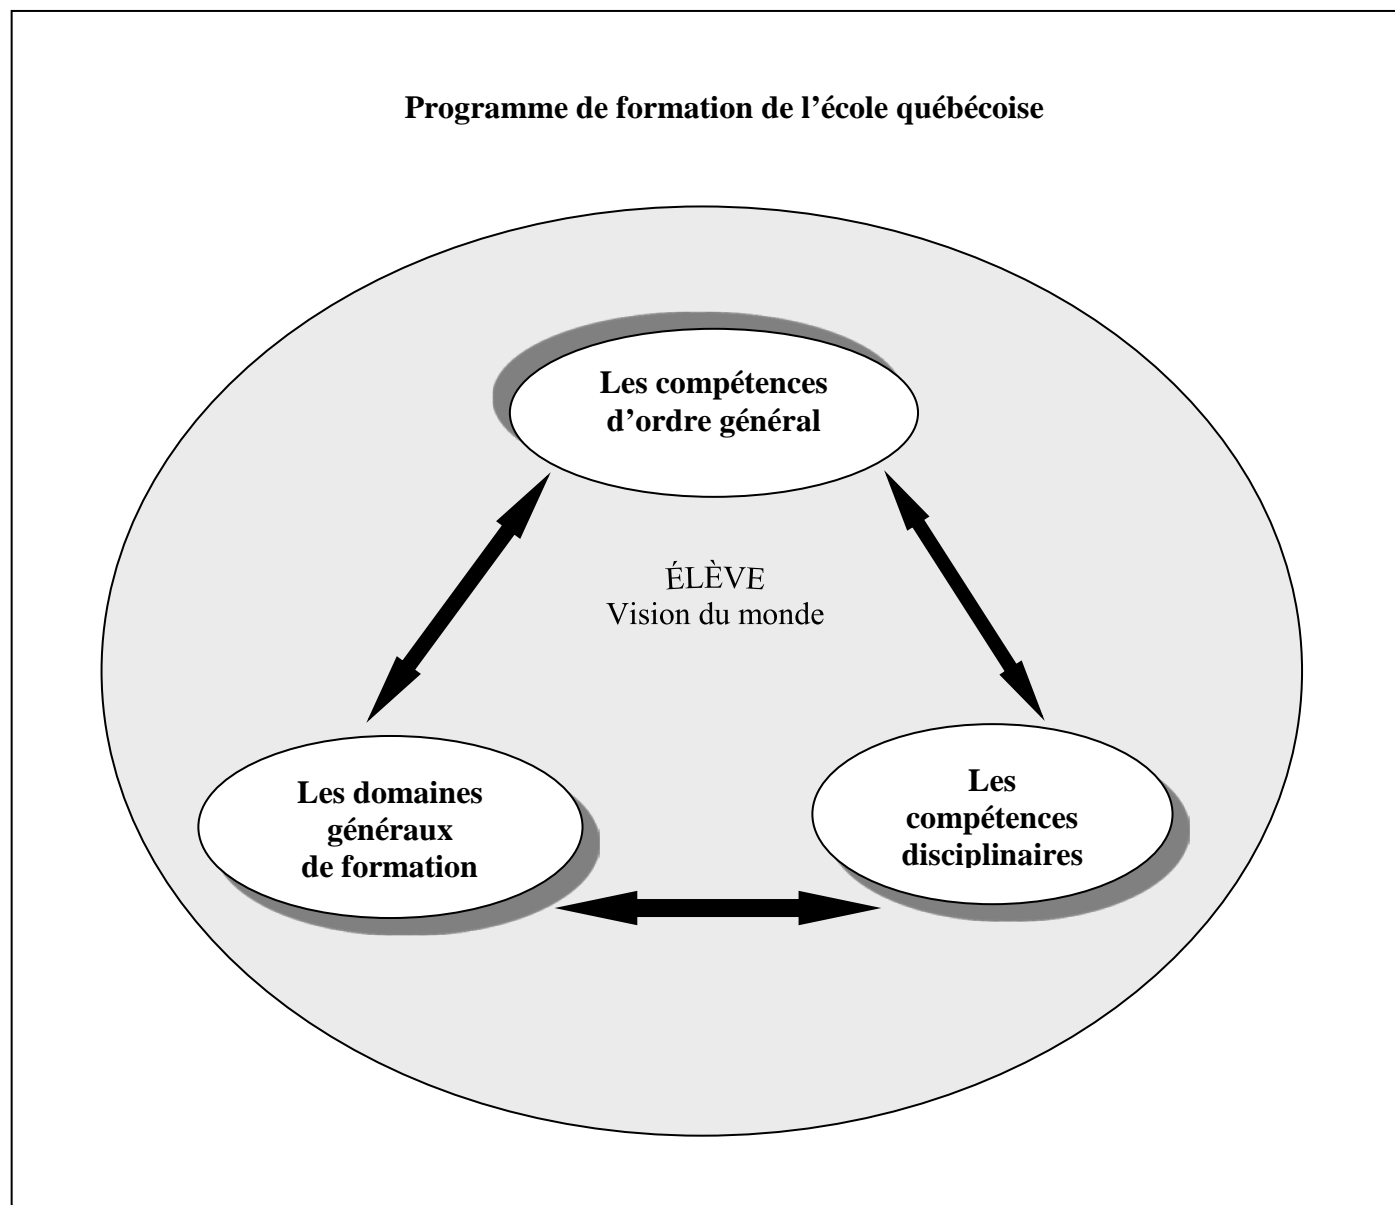 Programme de formation de l’école québécoise
Les compétences
d’ordre général
ÉLÈVE
Vision du monde
Les domaines
généraux
de formation
Les
compétences
disciplinaires